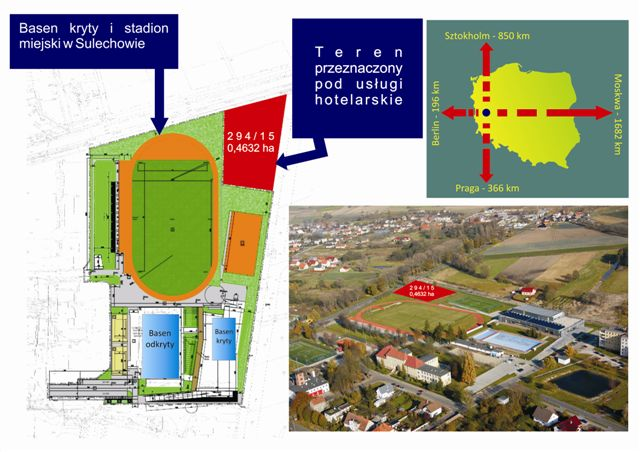 Basen kryty i stadion
miejski w Sulechowie
Teren
przeznaczony
pod usługi
hotelarskie
294/15
0,4632 ha
Basen
odkryty
Basen
kryty
Sztokholm - 850 km
Berlin - 196 km
Moskwa - 1682 km
Praga - 366 km
294/15
0,4632 ha